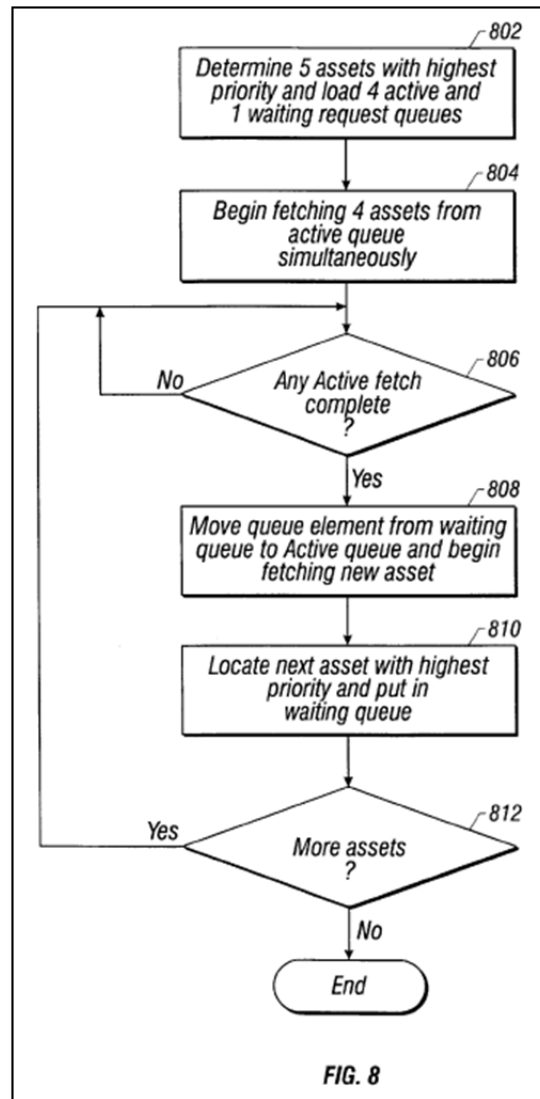 802
Determine 5 assets with highest
priority and load 4 active and
1 waiting request queues
804
Begin fetching 4 assets from
active queue
simultaneously
806
No
Any Active fetch
complete
?
Yes
808
Move queue element from waiting
queue to Active queue and begin
fetching new asset
810
Locate next asset with highest
priority and put in
waiting queue
812
Yes
More assets
?
No
End
FIG. 8